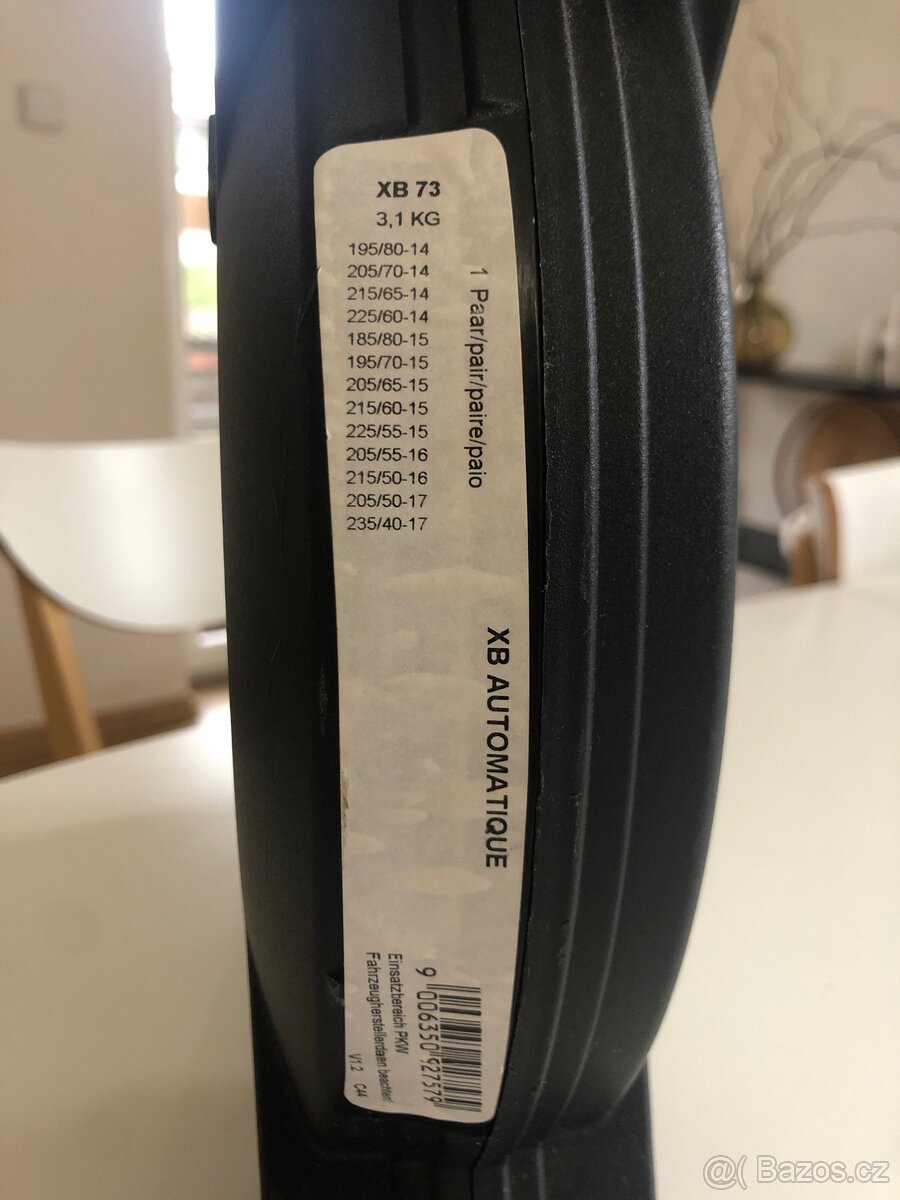 XB 73
3,1 KG
195/80-14
205/70-14
215/65-14
225/60-14
185/80-15
195/70-15
205/65-15
215/60-15
225/55-15
205/55-16
215/50-16
205/50-17
235/40-17
1 Paar/pair/paire/paio
XB AUTOMATIQUE
9 006350 927579
Einsatzbereich PKW
Fahrzeugherstellerdaen beachten!
V1.2 C44
@( Bazos.cz